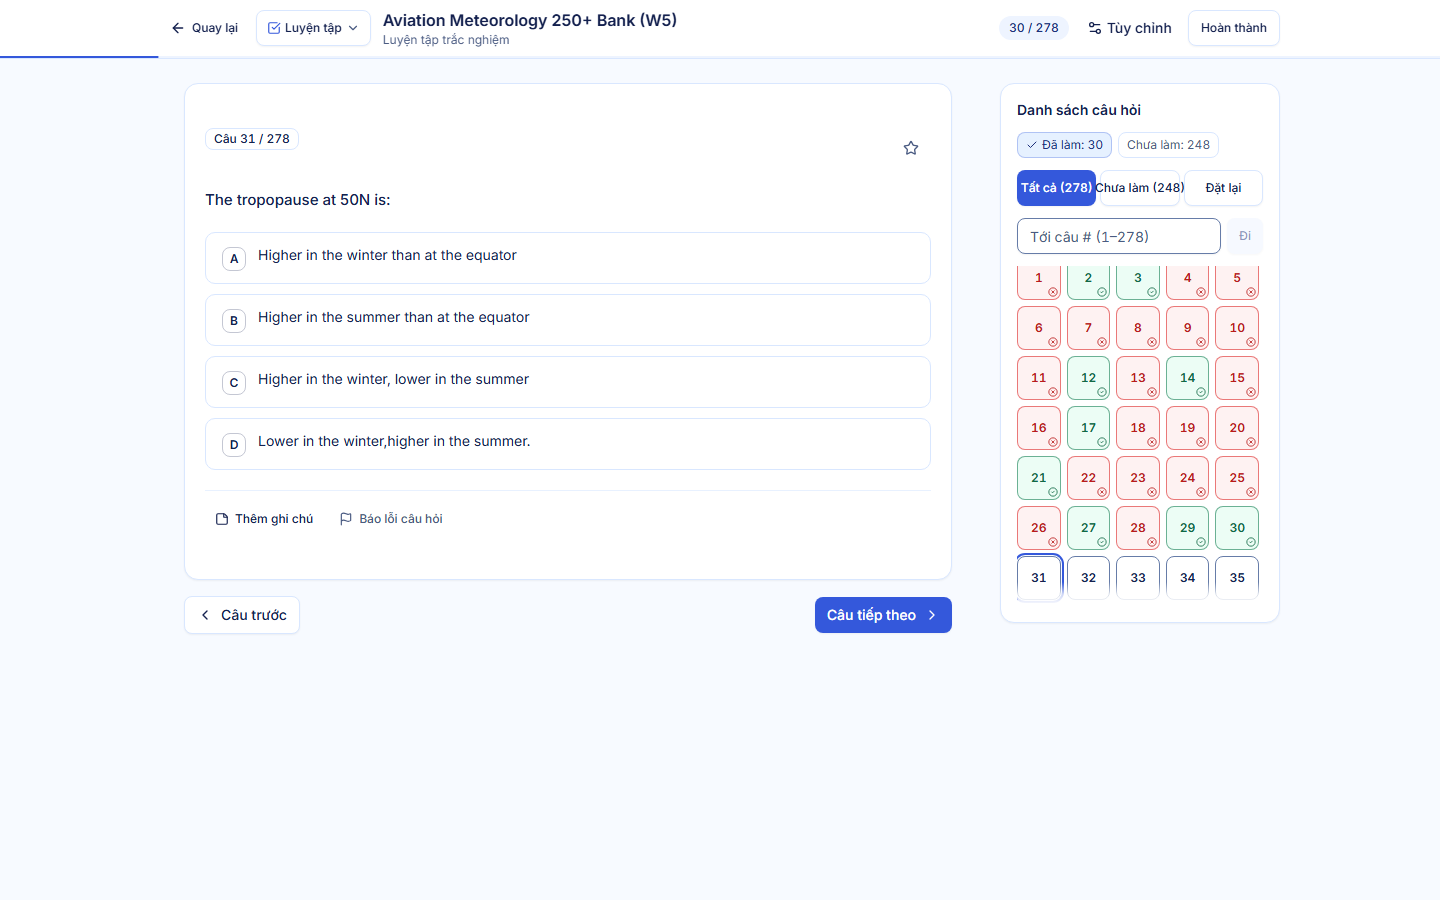 Quay lại
Luyện tập
Aviation Meteorology 250+ Bank (W5)
Luyện tập trắc nghiệm
30 / 278
Tùy chỉnh
Hoàn thành
Câu 31 / 278
The tropopause at 50N is:
A Higher in the winter than at the equator
B Higher in the summer than at the equator
C Higher in the winter, lower in the summer
D Lower in the winter,higher in the summer.
Thêm ghi chú
Báo lỗi câu hỏi
Câu trước
Câu tiếp theo
Danh sách câu hỏi
Đã làm: 30
Chưa làm: 248
Tất cả (278)
Chưa làm (248)
Đặt lại
Tới câu # (1–278)
Đi
1 2 3 4 5
6 7 8 9 10
11 12 13 14 15
16 17 18 19 20
21 22 23 24 25
26 27 28 29 30
31 32 33 34 35